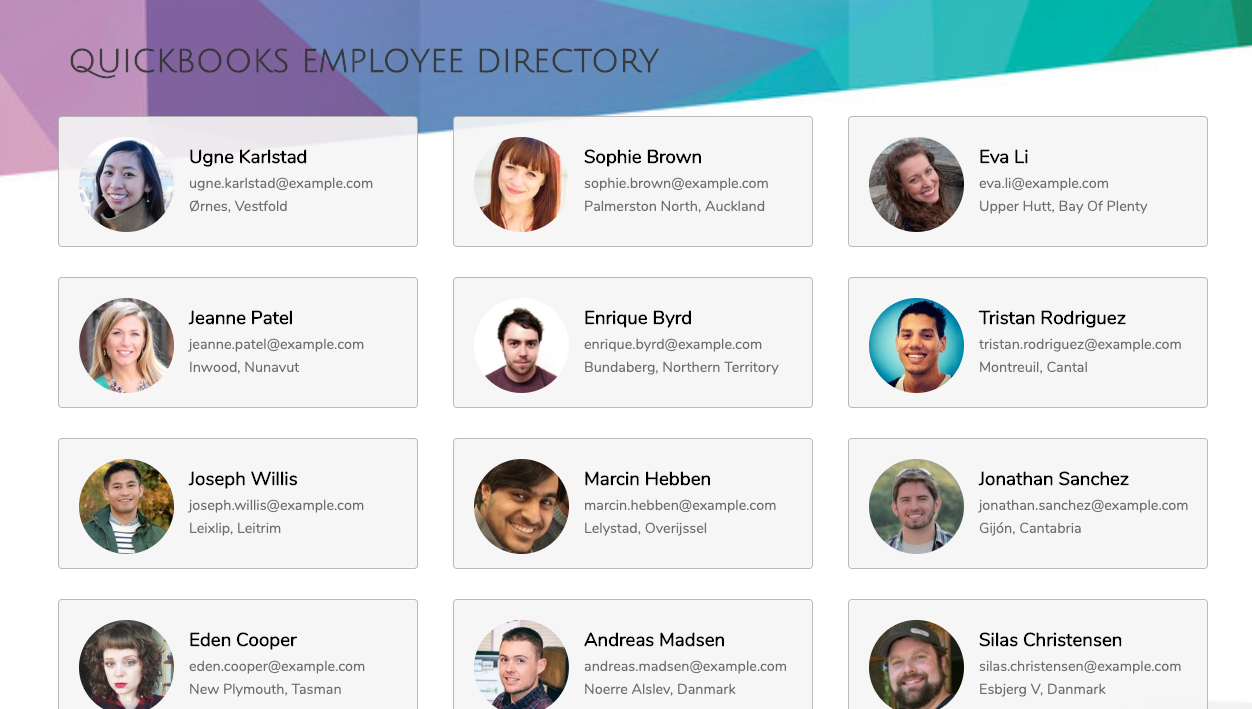 QUICKBOOKS EMPLOYEE DIRECTORY
Ugne Karlstad
ugne.karlstad@example.com
Ørnes, Vestfold
Sophie Brown
sophie.brown@example.com
Palmerston North, Auckland
Eva Li
eva.li@example.com
Upper Hutt, Bay Of Plenty
Jeanne Patel
jeanne.patel@example.com
Inwood, Nunavut
Enrique Byrd
enrique.byrd@example.com
Bundaberg, Northern Territory
Tristan Rodriguez
tristan.rodriguez@example.com
Montreuil, Cantal
Joseph Willis
joseph.willis@example.com
Leixlip, Leitrim
Marcin Hebben
marcin.hebben@example.com
Lelystad, Overijssel
Jonathan Sanchez
jonathan.sanchez@example.com
Gijón, Cantabria
Eden Cooper
eden.cooper@example.com
New Plymouth, Tasman
Andreas Madsen
andreas.madsen@example.com
Noerre Alslev, Danmark
Silas Christensen
silas.christensen@example.com
Esbjerg V, Danmark